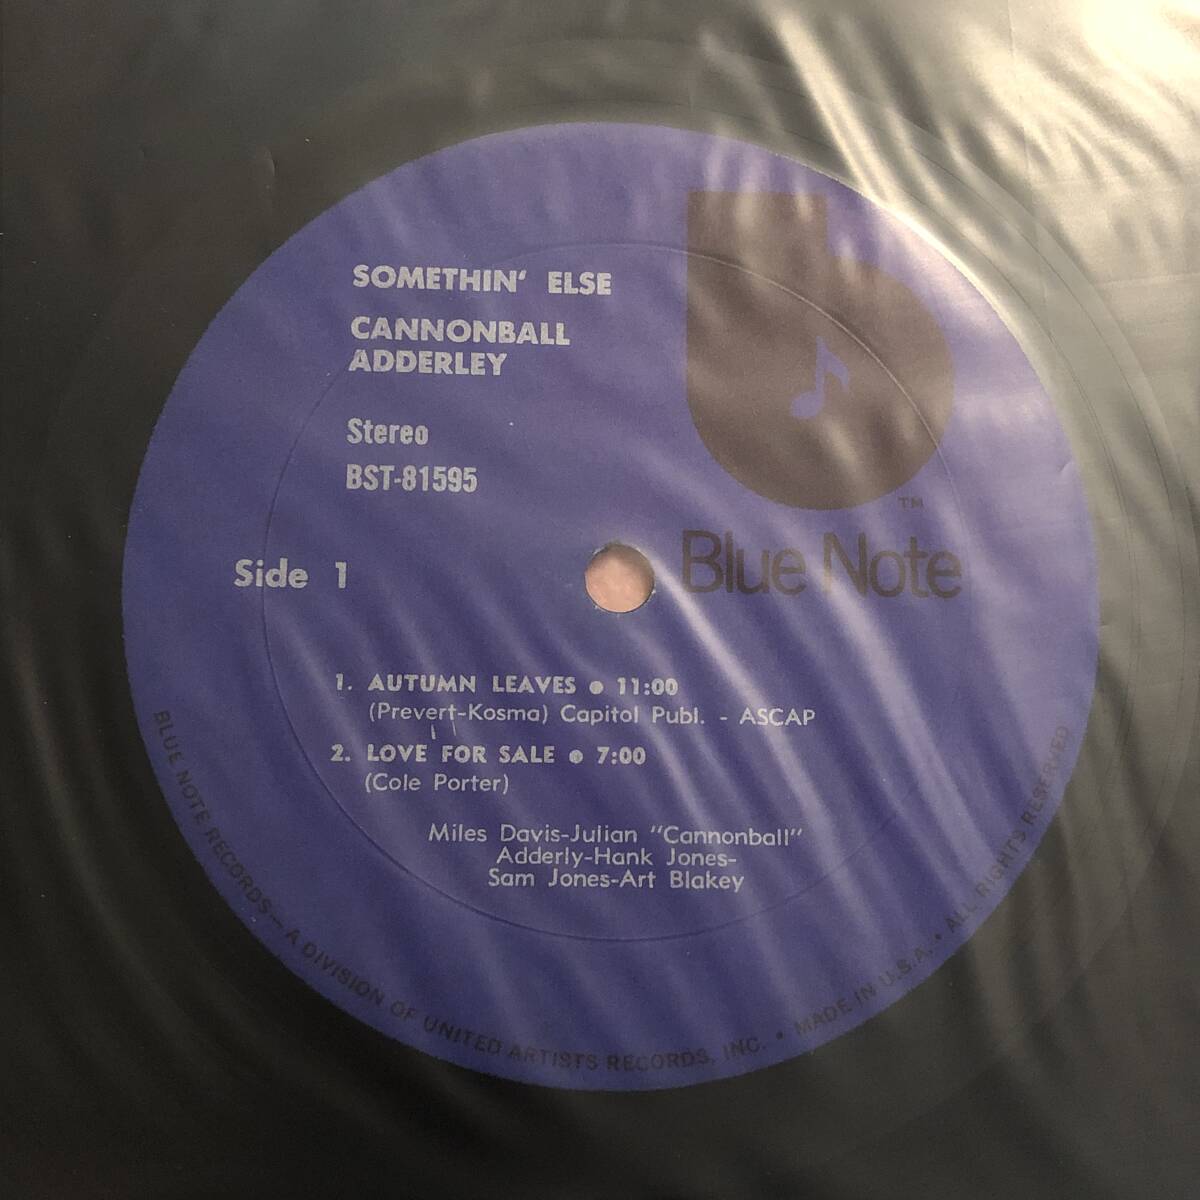 SOMETHIN' ELSE
CANNONBALL
ADDERLEY
Stereo
BST-81595
Side 1
TM
Blue Note
1. AUTUMN LEAVES ● 11:00
(Prevert-Kosma) Capitol Publ. - ASCAP
2. LOVE FOR SALE ● 7:00
(Cole Porter)
Miles Davis-Julian "Cannonball"
Adderly-Hank Jones-
Sam Jones-Art Blakey
BLUE NOTE RECORDS — A DIVISION OF UNITED ARTISTS RECORDS, INC. • MADE IN U.S.A. • ALL RIGHTS RESERVED